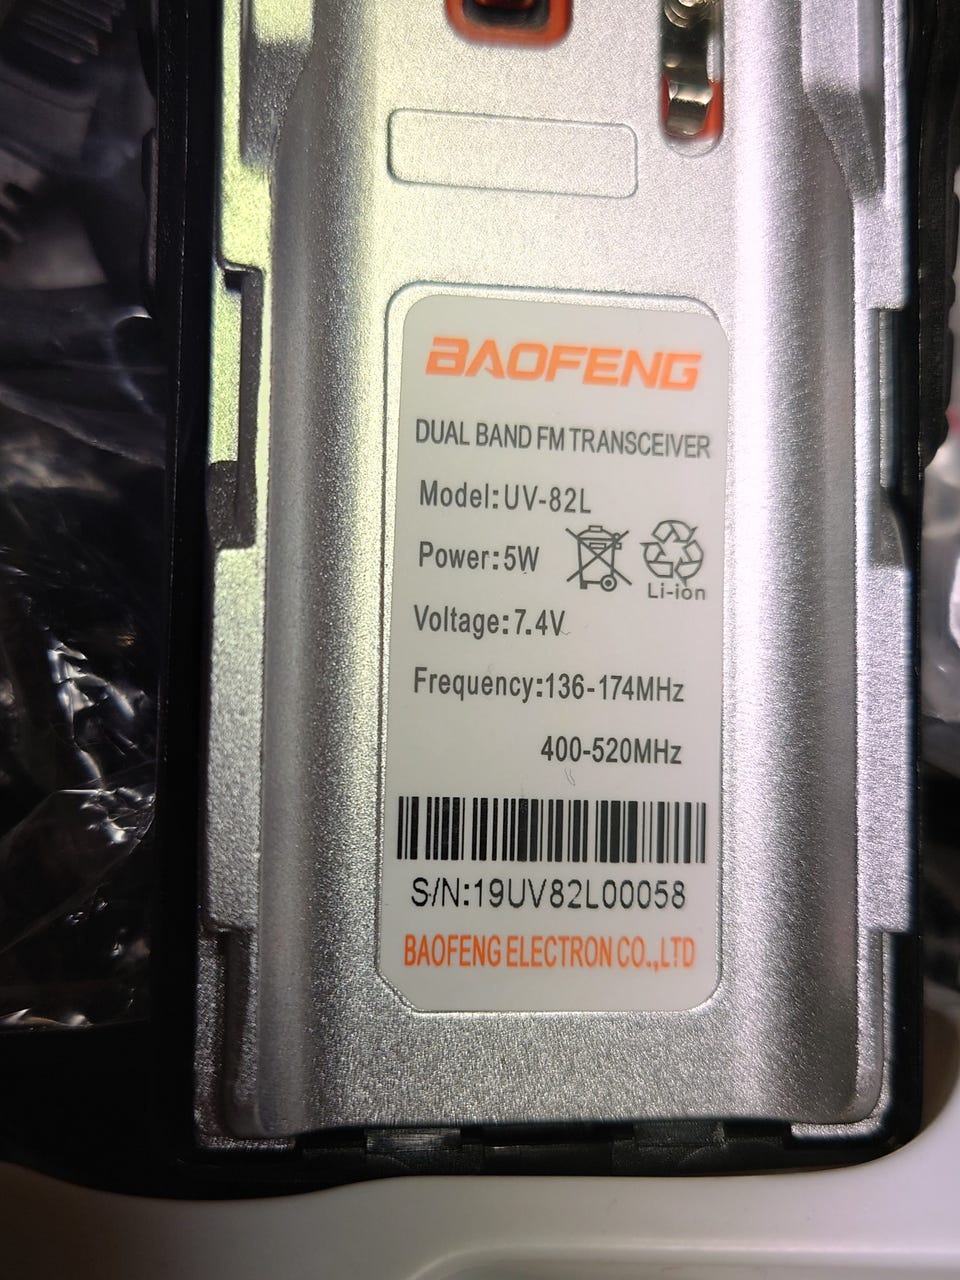 BAOFENG
DUAL BAND FM TRANSCEIVER
Model:UV-82L
Power:5W
Li-ion
Voltage:7.4V
Frequency:136-174MHz
400-520MHz
S/N:19UV82L00058
BAOFENG ELECTRON CO.,LTD